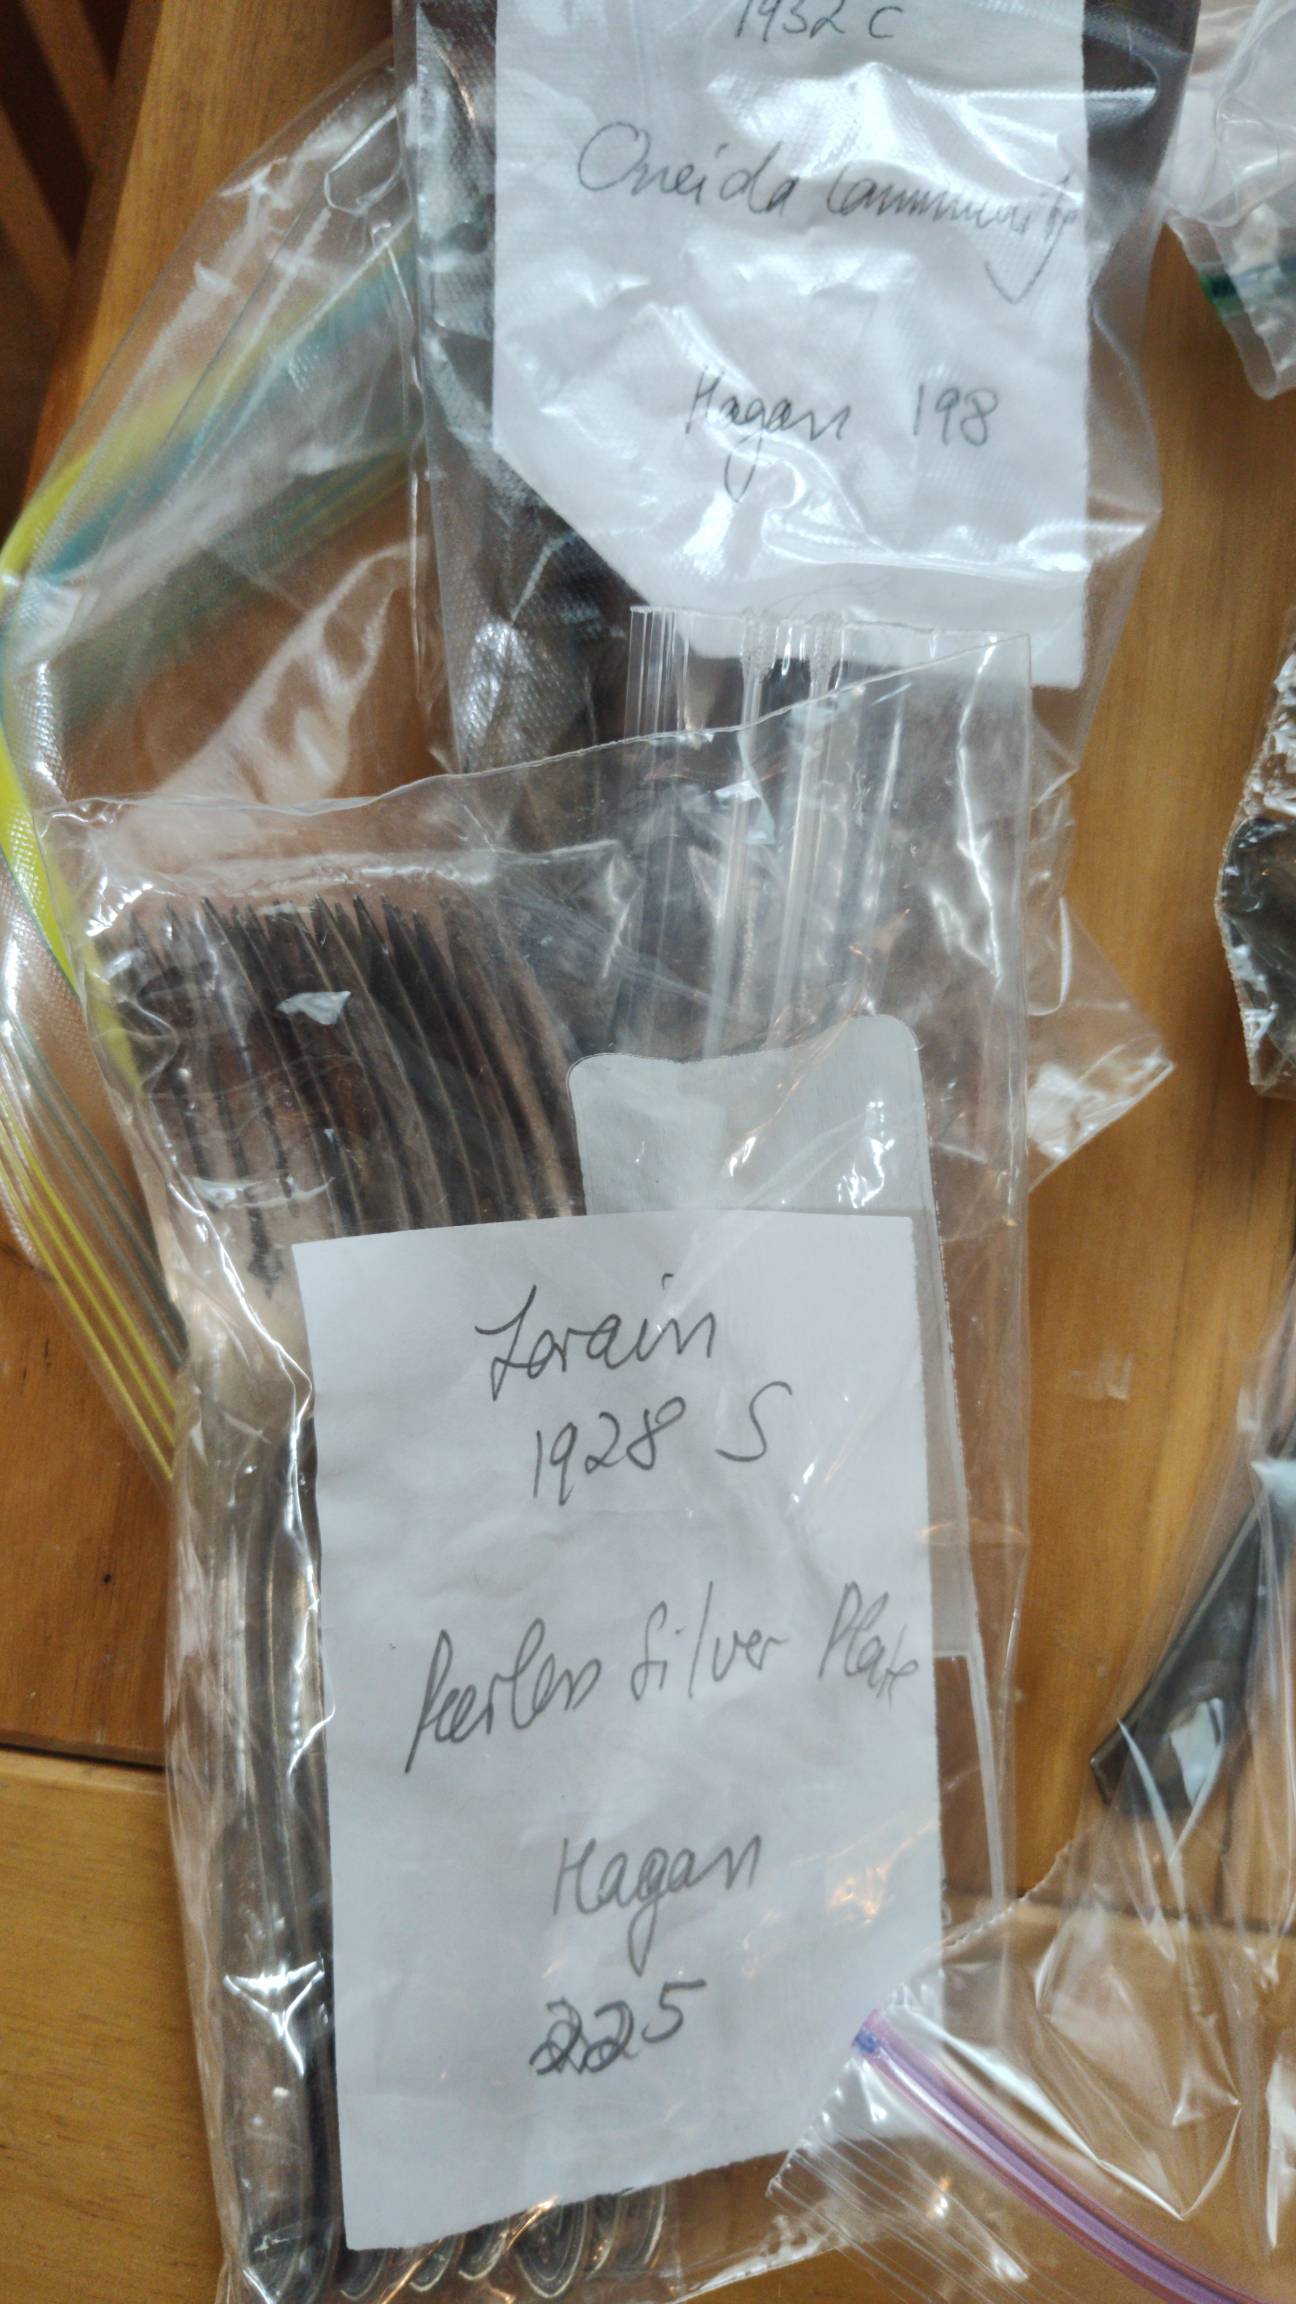 1932 C
Oneida Community
Hagan 198
Lorain
1928 S
Peerless Silver Plate
Hagan
225